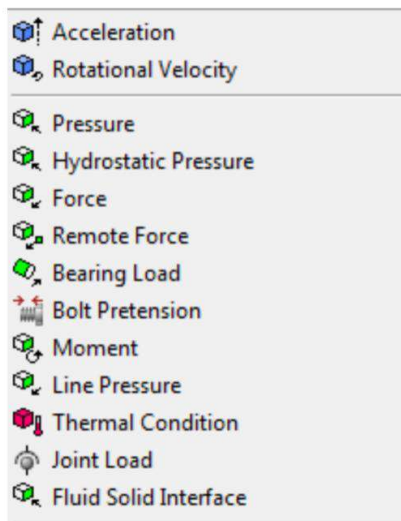 Acceleration
Rotational Velocity
Pressure
Hydrostatic Pressure
Force
Remote Force
Bearing Load
Bolt Pretension
Moment
Line Pressure
Thermal Condition
Joint Load
Fluid Solid Interface